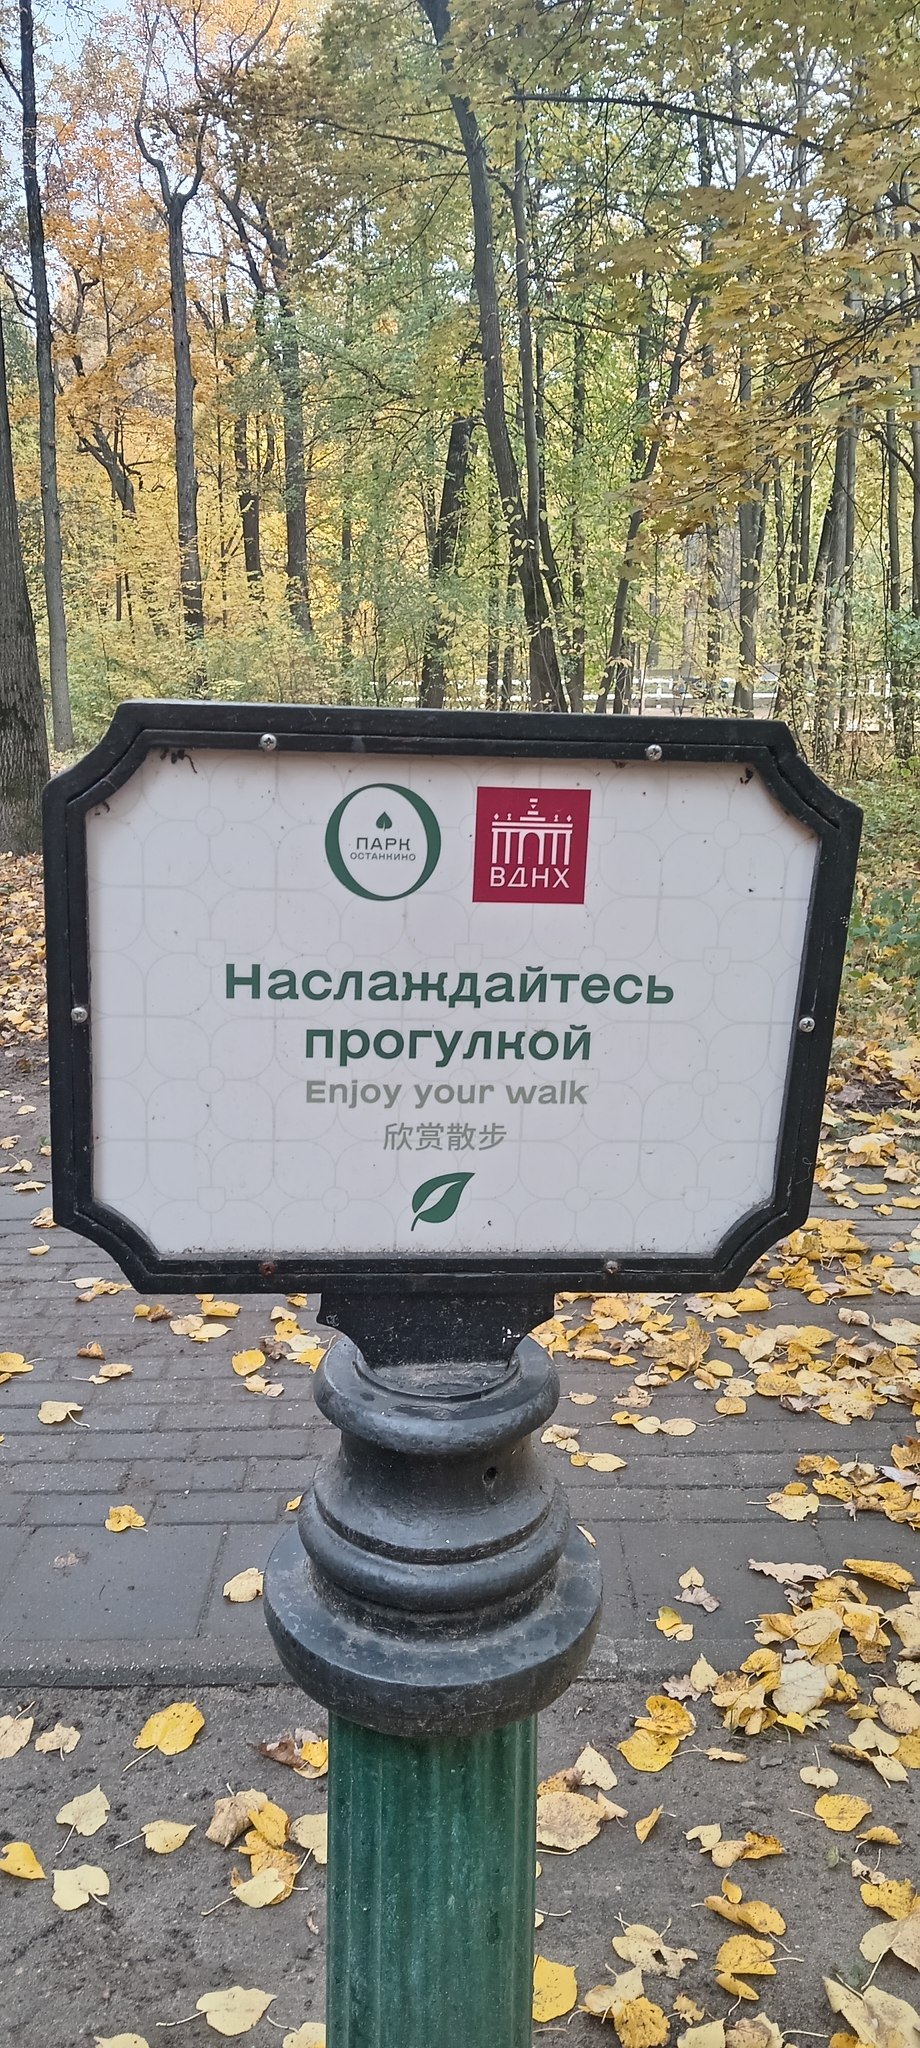 ПАРК
ОСТАНКИНО
ВДНХ
Наслаждайтесь
прогулкой
Enjoy your walk
欣赏散步